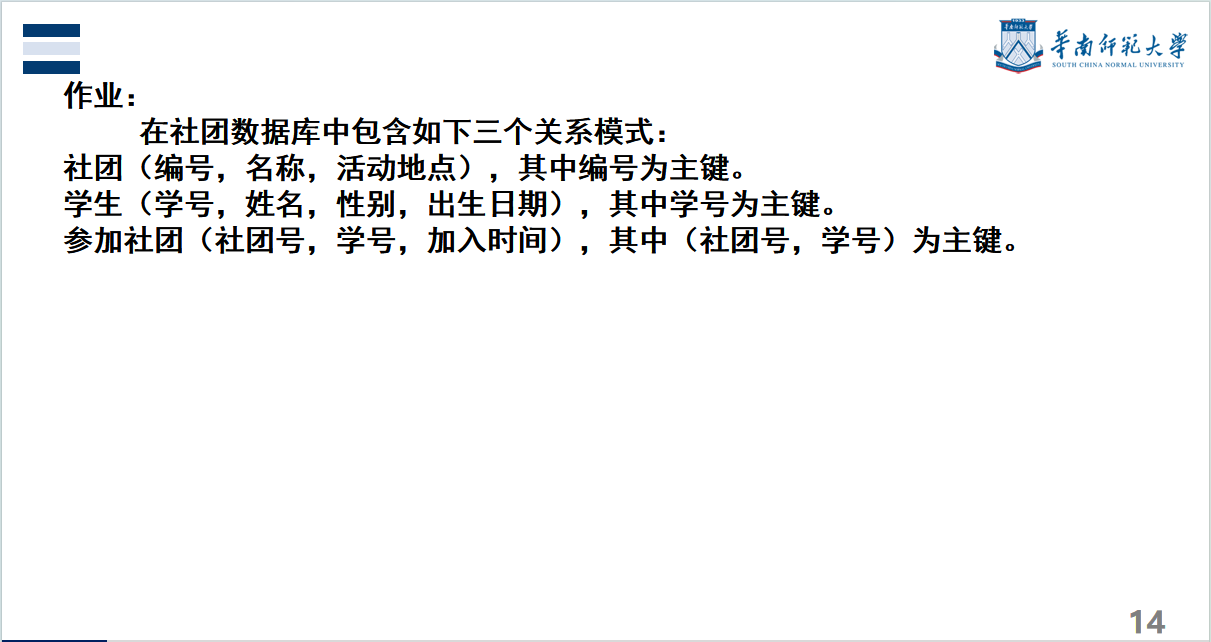 華南師範大學
SOUTH CHINA NORMAL UNIVERSITY
作业：
在社团数据库中包含如下三个关系模式：
社团（编号，名称，活动地点），其中编号为主键。
学生（学号，姓名，性别，出生日期），其中学号为主键。
参加社团（社团号，学号，加入时间），其中（社团号，学号）为主键。
14